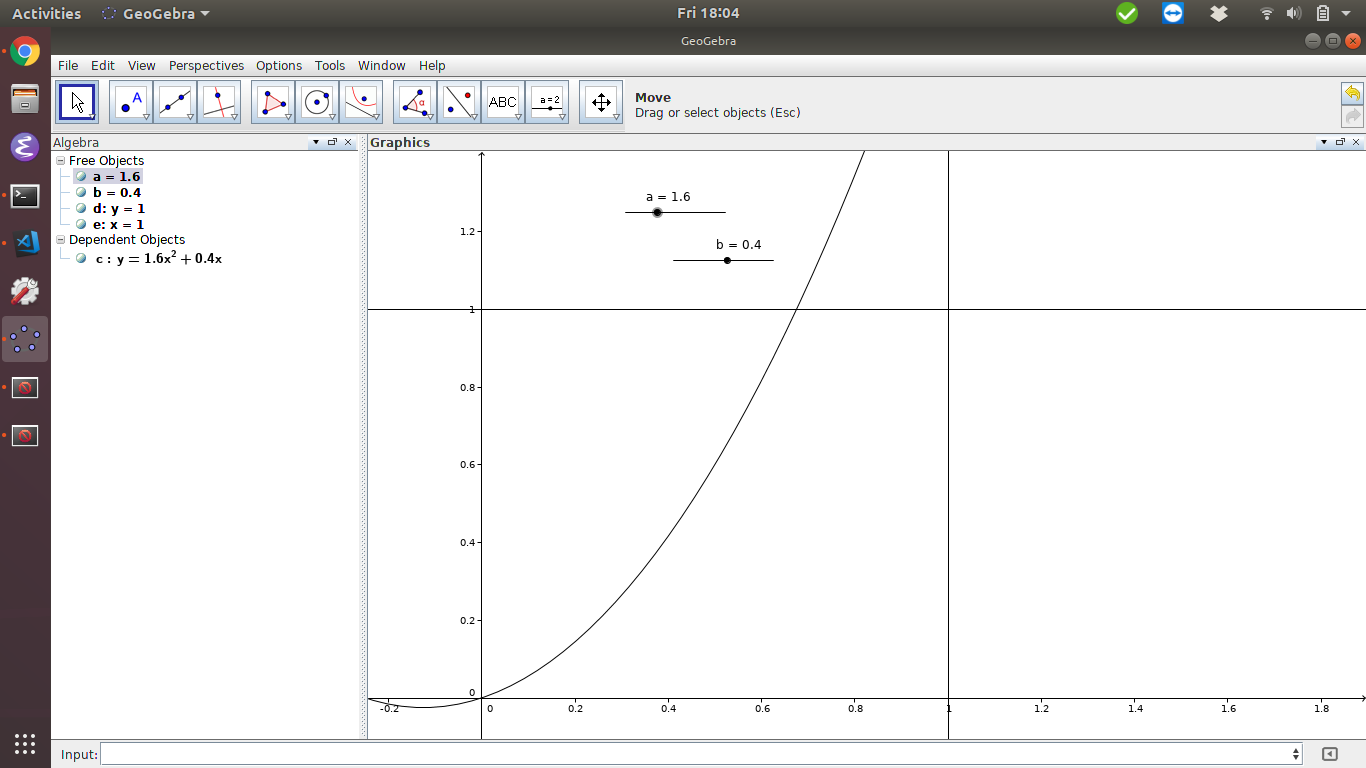 Activities GeoGebra Fri 18:04
GeoGebra
File Edit View Perspectives Options Tools Window Help
A α ABC a=2
Move
Drag or select objects (Esc)
Algebra
Graphics
Free Objects
a = 1.6
b = 0.4
d: y = 1
e: x = 1
Dependent Objects
c : y = 1.6x² + 0.4x
a = 1.6
b = 0.4
1.2
1
0.8
0.6
0.4
0.2
0
-0.2 0 0.2 0.4 0.6 0.8 1 1.2 1.4 1.6 1.8
Input: